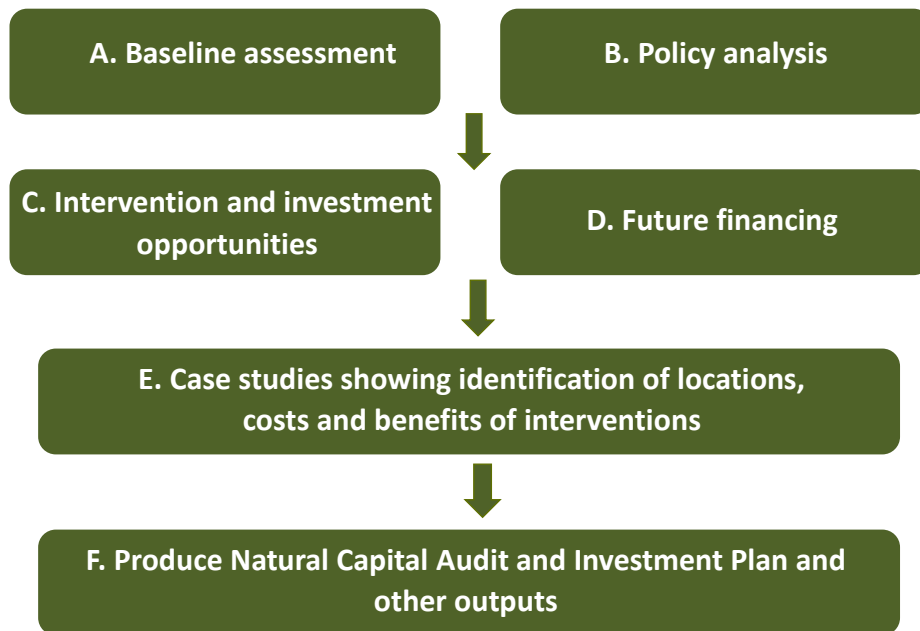 A. Baseline assessment
B. Policy analysis
C. Intervention and investment
opportunities
D. Future financing
E. Case studies showing identification of locations,
costs and benefits of interventions
F. Produce Natural Capital Audit and Investment Plan and
other outputs